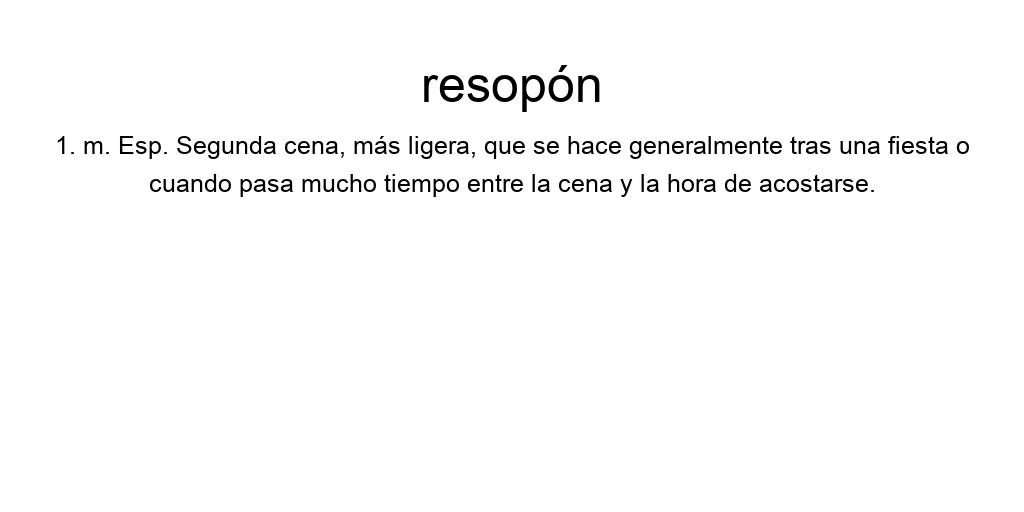 resopón
1. m. Esp. Segunda cena, más ligera, que se hace generalmente tras una fiesta o
cuando pasa mucho tiempo entre la cena y la hora de acostarse.